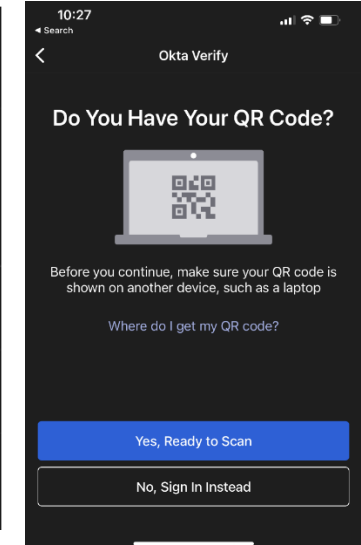 10:27
◄ Search
Okta Verify
Do You Have Your QR Code?
Before you continue, make sure your QR code is
shown on another device, such as a laptop
Where do I get my QR code?
Yes, Ready to Scan
No, Sign In Instead